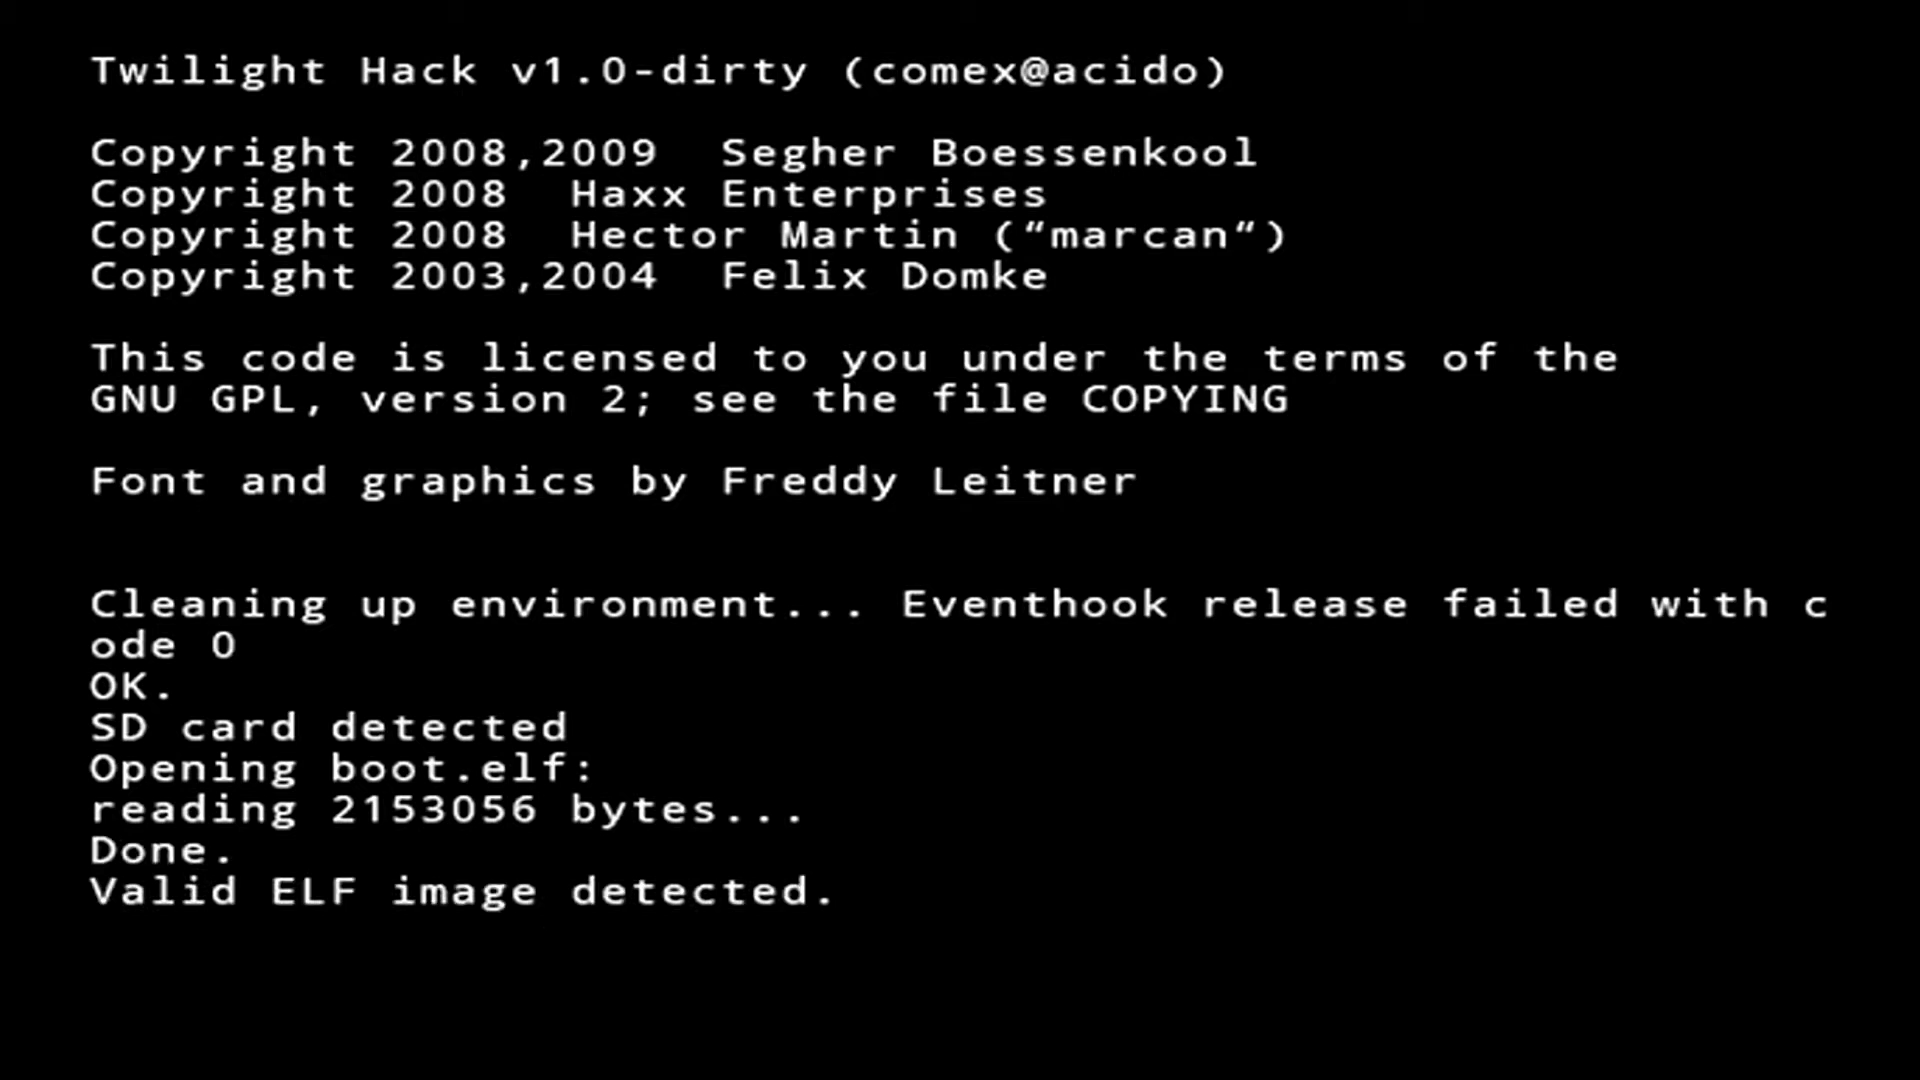 Twilight Hack v1.0-dirty (comex@acido)
Copyright 2008,2009  Segher Boessenkool
Copyright 2008  Haxx Enterprises
Copyright 2008  Hector Martin ("marcan")
Copyright 2003,2004  Felix Domke
This code is licensed to you under the terms of the
GNU GPL, version 2; see the file COPYING
Font and graphics by Freddy Leitner
Cleaning up environment... Eventhook release failed with c
ode 0
OK.
SD card detected
Opening boot.elf:
reading 2153056 bytes...
Done.
Valid ELF image detected.